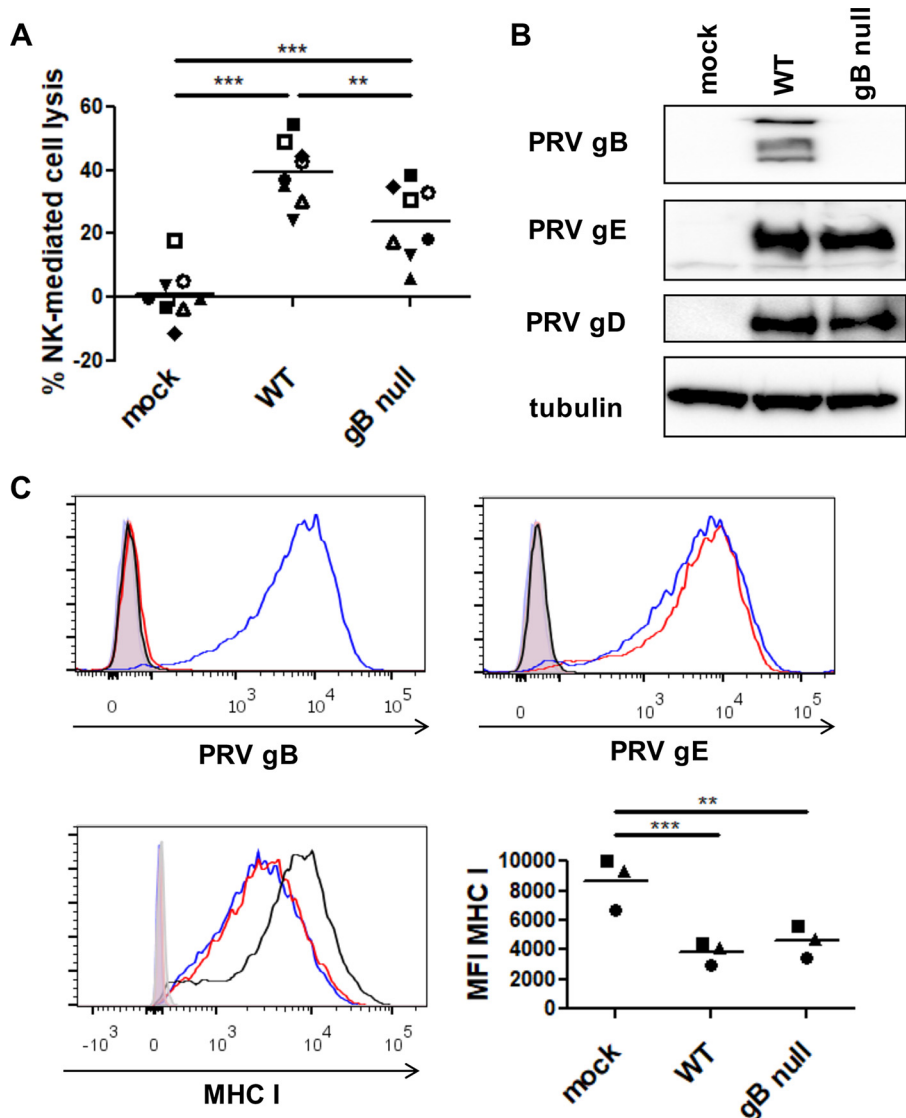 A
***
***
**
% NK-mediated cell lysis
60
40
20
0
-20
mock
WT
gB null
B
mock
WT
gB null
PRV gB
PRV gE
PRV gD
tubulin
C
0
10³
10⁴
10⁵
PRV gB
0
10³
10⁴
10⁵
PRV gE
-10³
0
10³
10⁴
10⁵
MHC I
**
***
MFI MHC I
10000
8000
6000
4000
2000
0
mock
WT
gB null